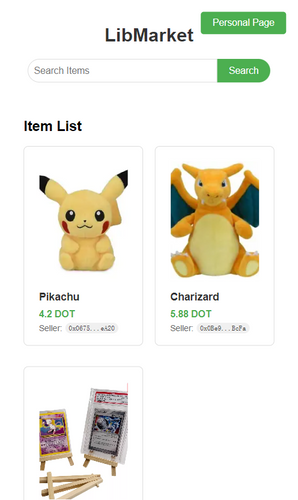 Personal Page
LibMarket
Search Items
Search
Item List
Pikachu
4.2 DOT
Seller: 0x0675...eA20
Charizard
5.88 DOT
Seller: 0x0Be9...BcFa